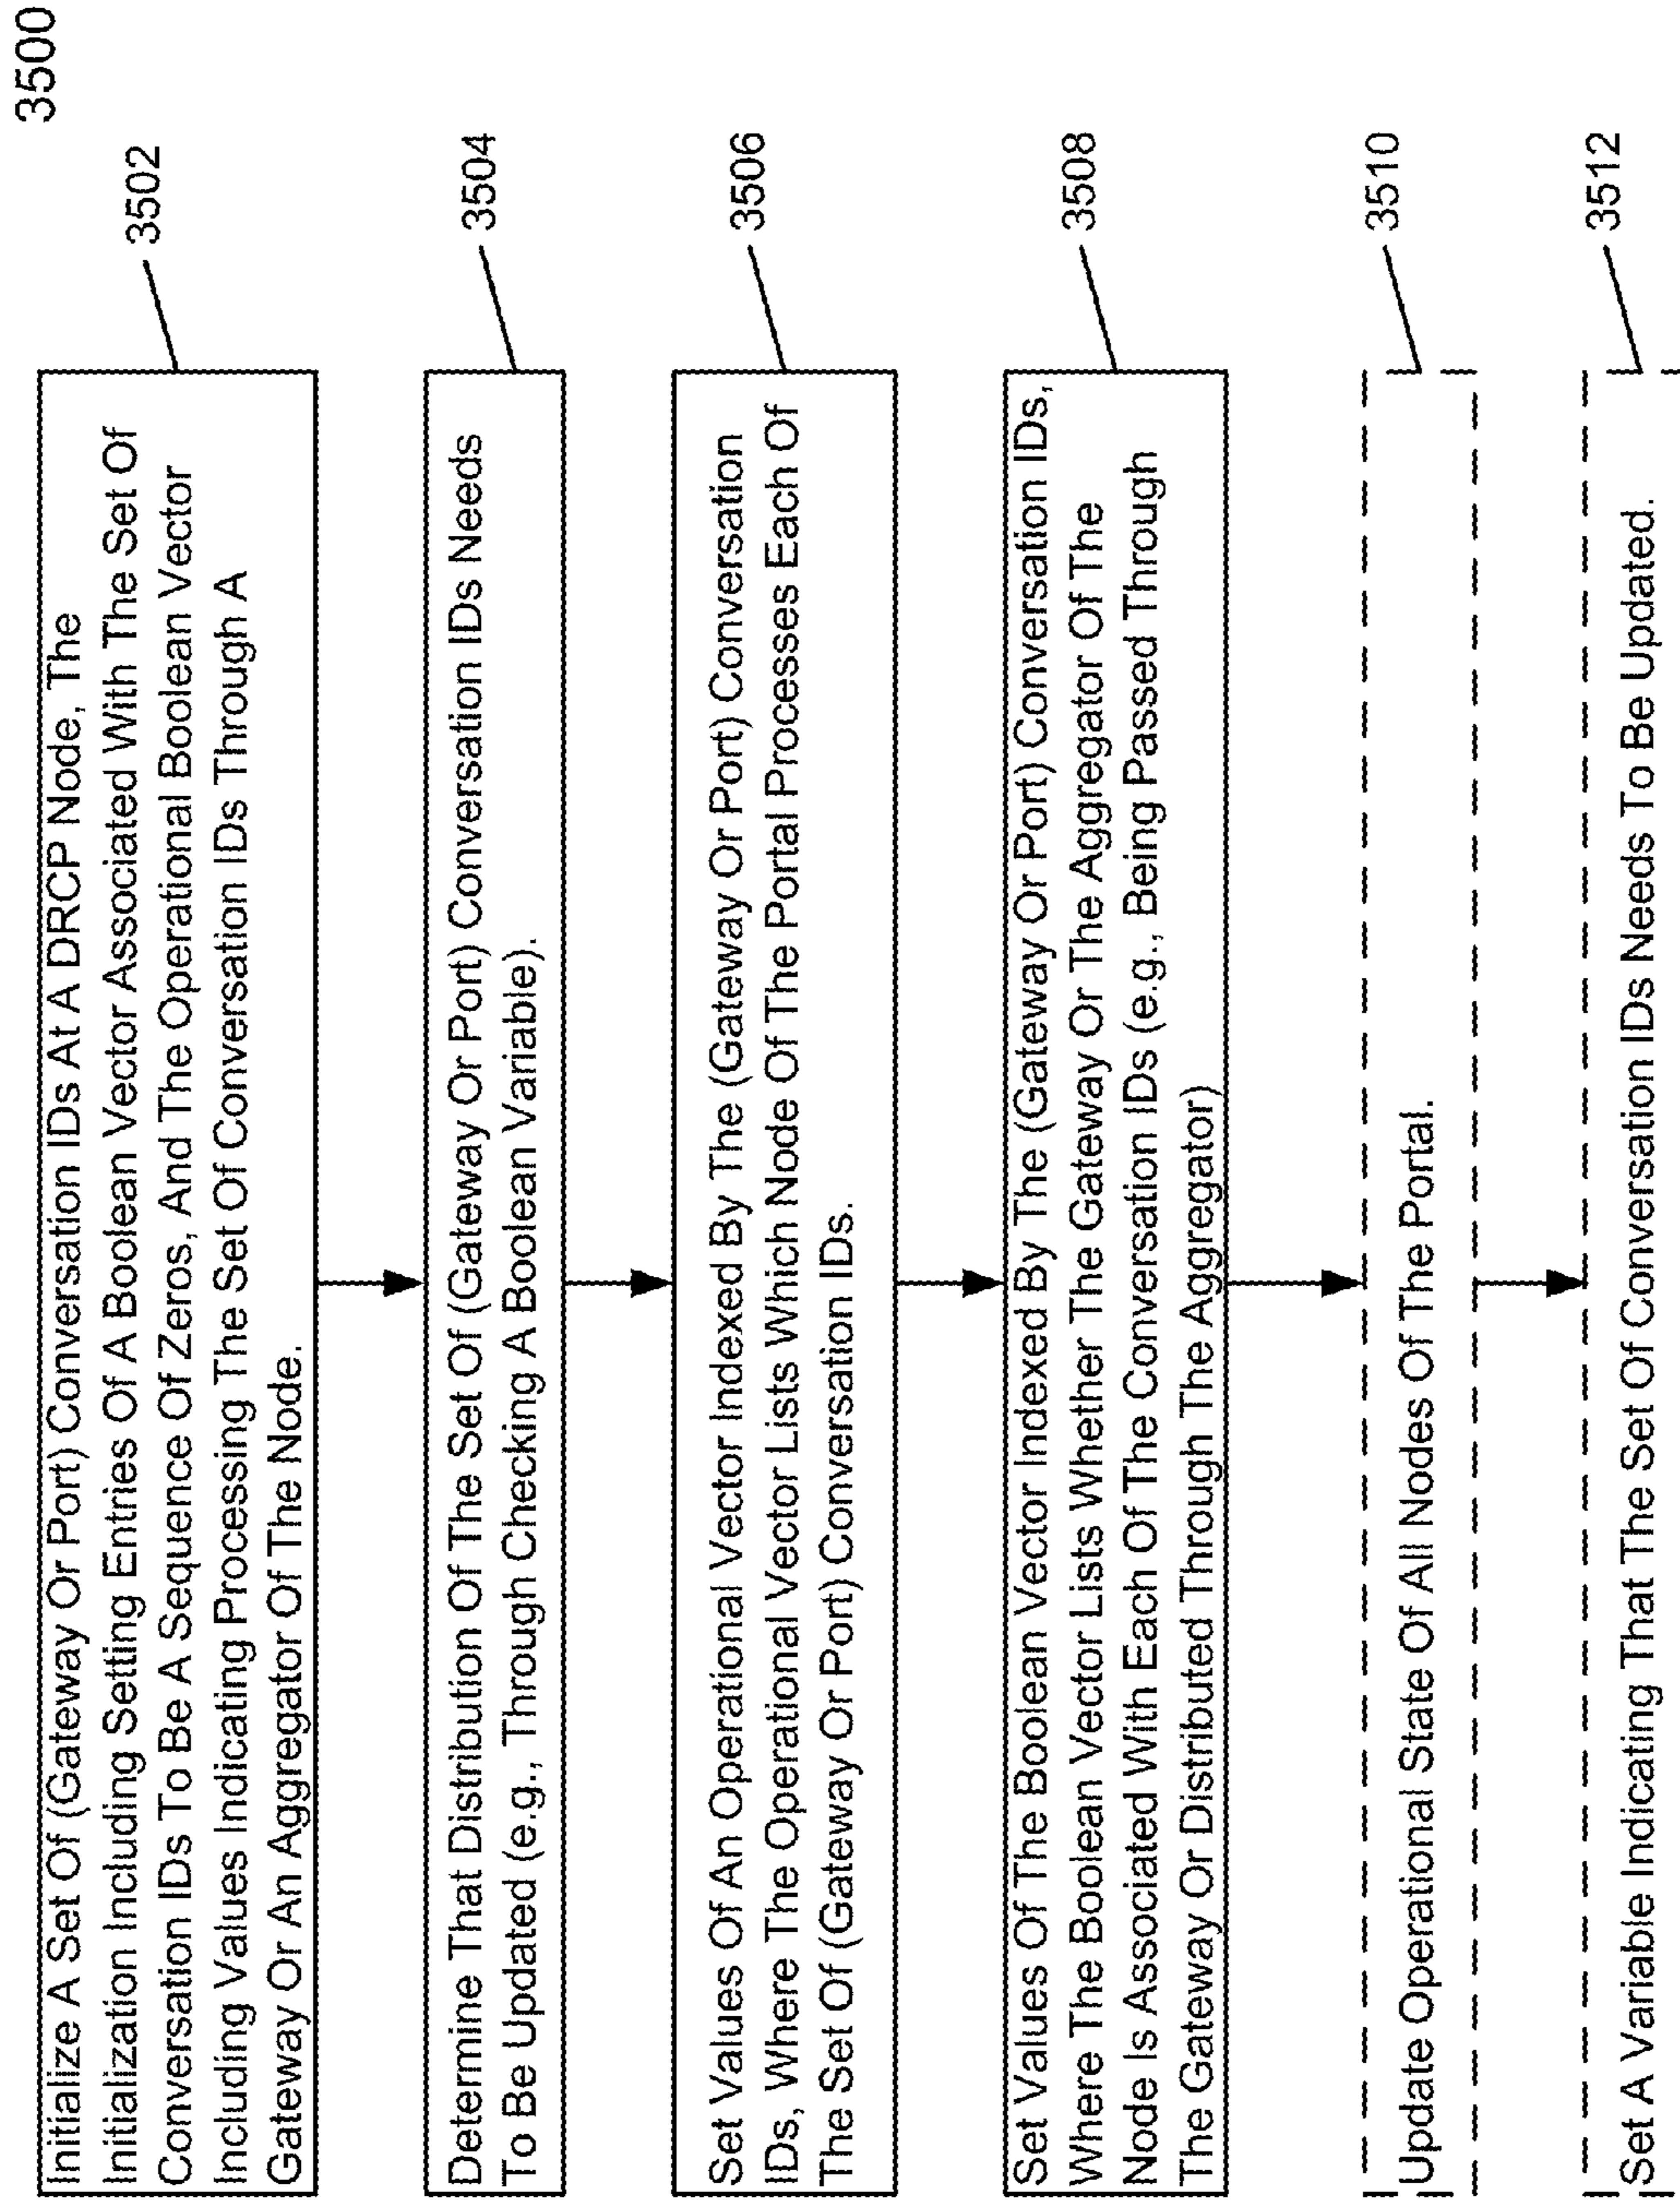 3500
Initialize A Set Of (Gateway Or Port) Conversation IDs At A DRCP Node, The
Initialization Including Setting Entries Of A Boolean Vector Associated With The Set Of
Conversation IDs To Be A Sequence Of Zeros, And The Operational Boolean Vector
Including Values Indicating Processing The Set Of Conversation IDs Through A
Gateway Or An Aggregator Of The Node.
3502
Determine That Distribution Of The Set Of (Gateway Or Port) Conversation IDs Needs
To Be Updated (e.g., Through Checking A Boolean Variable).
3504
Set Values Of An Operational Vector Indexed By The (Gateway Or Port) Conversation
IDs, Where The Operational Vector Lists Which Node Of The Portal Processes Each Of
The Set Of (Gateway Or Port) Conversation IDs.
3506
Set Values Of The Boolean Vector Indexed By The (Gateway Or Port) Conversation IDs,
Where The Boolean Vector Lists Whether The Gateway Or The Aggregator Of The
Node Is Associated With Each Of The Conversation IDs (e.g., Being Passed Through
The Gateway Or Distributed Through The Aggregator)
3508
Update Operational State Of All Nodes Of The Portal.
3510
Set A Variable Indicating That The Set Of Conversation IDs Needs To Be Updated.
3512